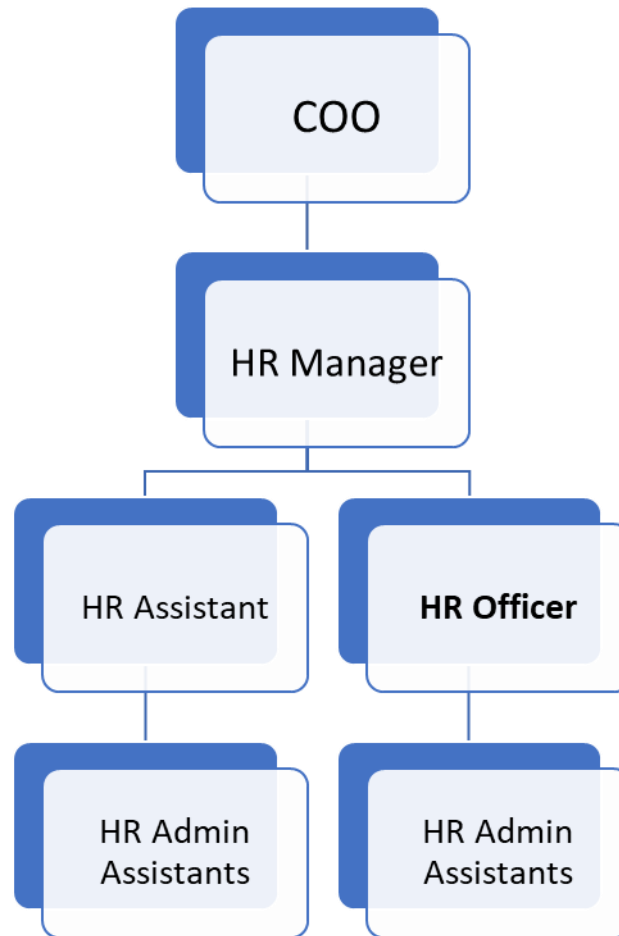 COO
HR Manager
HR Assistant
HR Officer
HR Admin
Assistants
HR Admin
Assistants